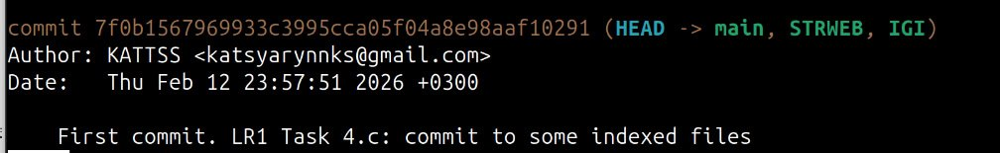 commit 7f0b1567969933c3995cca05f04a8e98aaf10291 (HEAD -> main, STRWEB, IGI)
Author: KATTSS <katsyarynnks@gmail.com>
Date:   Thu Feb 12 23:57:51 2026 +0300
    First commit. LR1 Task 4.c: commit to some indexed files